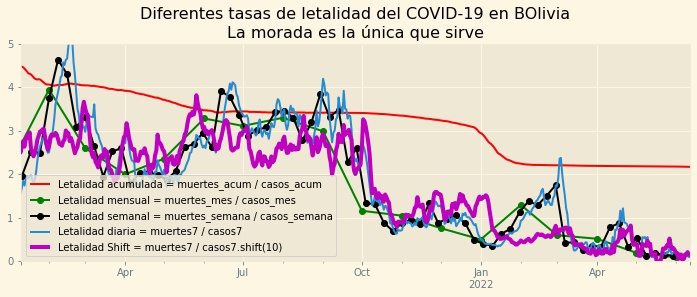 Diferentes tasas de letalidad del COVID-19 en BOlivia
La morada es la única que sirve
5
4
3
2
1
0
Letalidad acumulada = muertes_acum / casos_acum
Letalidad mensual = muertes_mes / casos_mes
Letalidad semanal = muertes_semana / casos_semana
Letalidad diaria = muertes7 / casos7
Letalidad Shift = muertes7 / casos7.shift(10)
Apr
Jul
Oct
Jan
2022
Apr